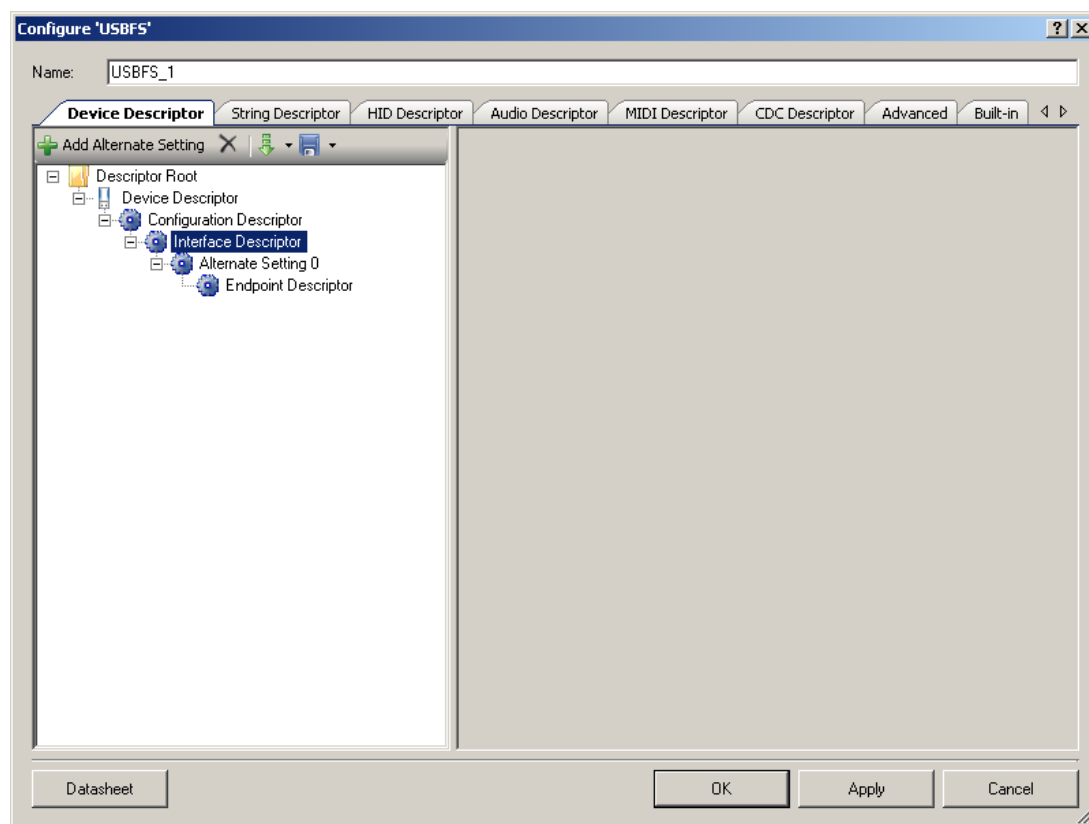 Configure 'USBFS'
Name: USBFS_1
Device Descriptor String Descriptor HID Descriptor Audio Descriptor MIDI Descriptor CDC Descriptor Advanced Built-in
Add Alternate Setting
Descriptor Root
Device Descriptor
Configuration Descriptor
Interface Descriptor
Alternate Setting 0
Endpoint Descriptor
Datasheet OK Apply Cancel